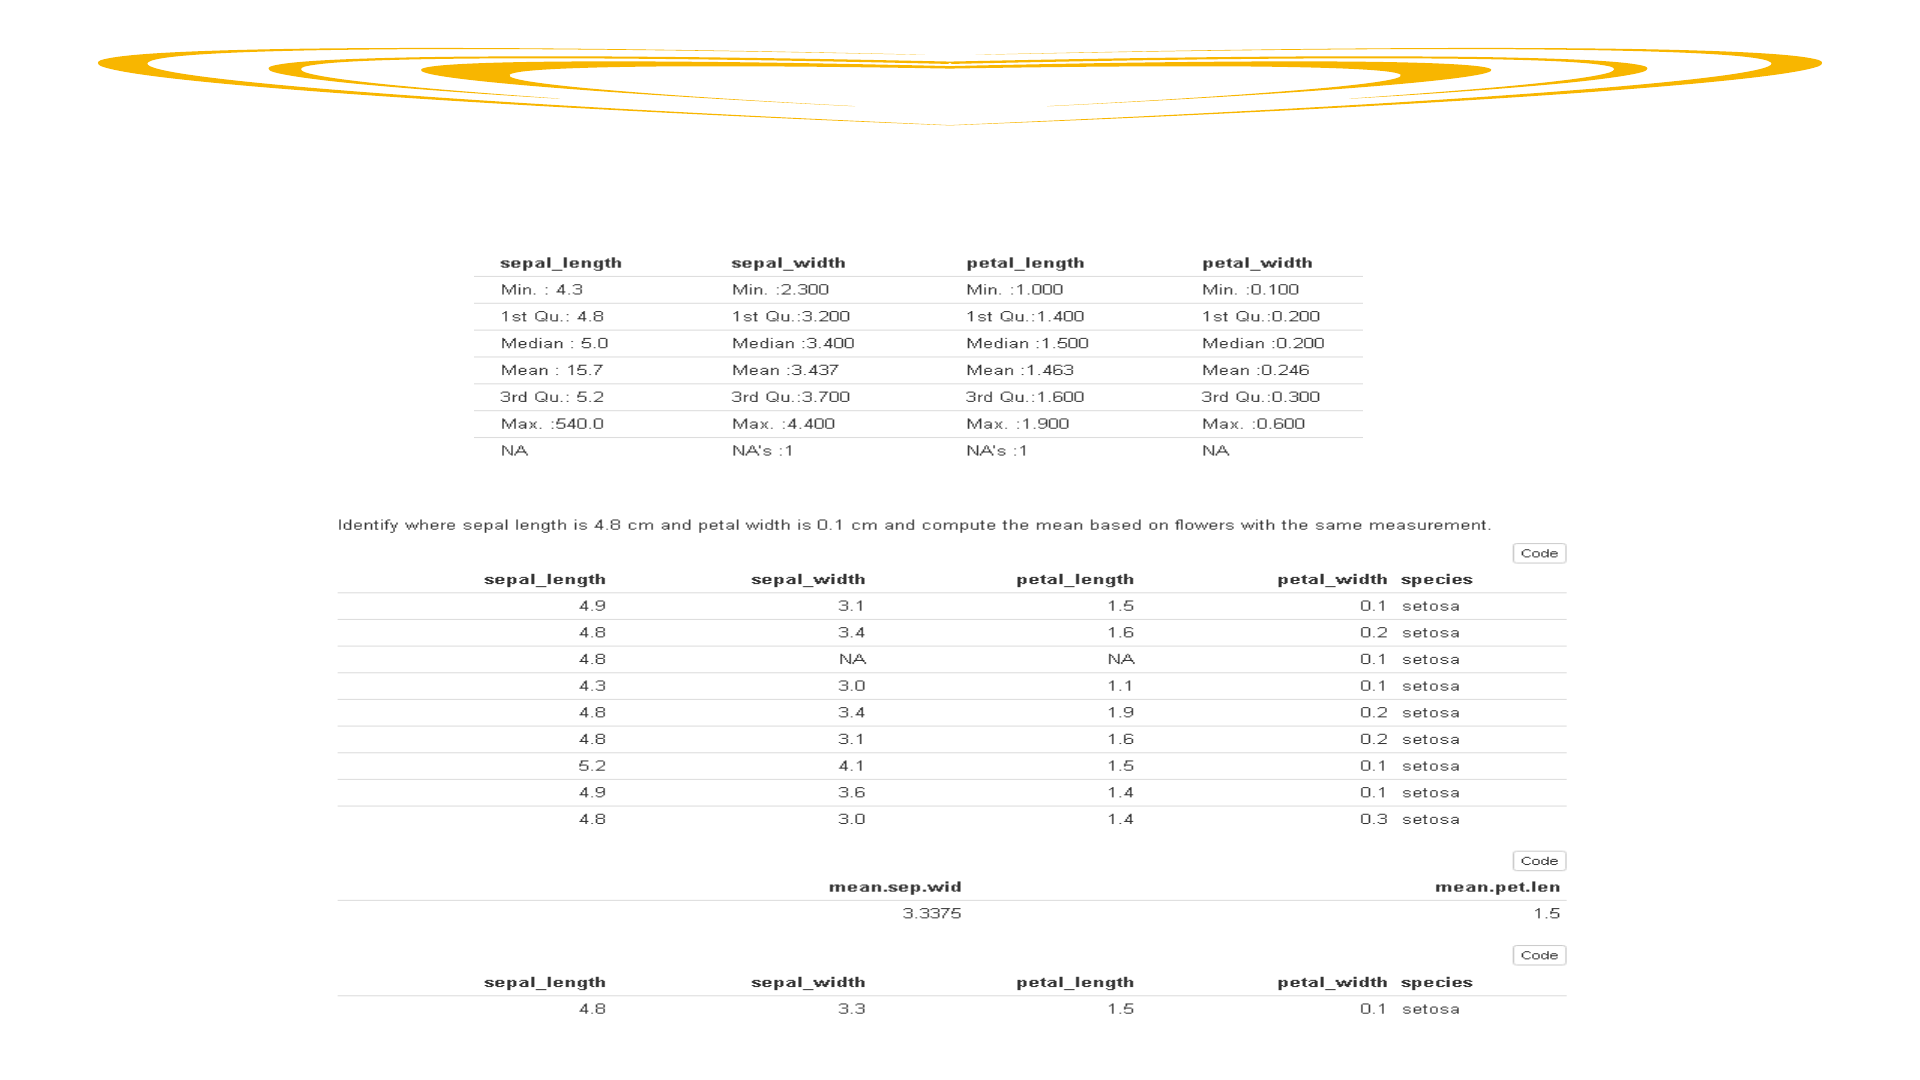 sepal_length sepal_width petal_length petal_width
Min. : 4.3 Min. :2.300 Min. :1.000 Min. :0.100
1st Qu.: 4.8 1st Qu.:3.200 1st Qu.:1.400 1st Qu.:0.200
Median : 5.0 Median :3.400 Median :1.500 Median :0.200
Mean : 15.7 Mean :3.437 Mean :1.463 Mean :0.246
3rd Qu.: 5.2 3rd Qu.:3.700 3rd Qu.:1.600 3rd Qu.:0.300
Max. :540.0 Max. :4.400 Max. :1.900 Max. :0.600
NA NA's :1 NA's :1 NA
Identify where sepal length is 4.8 cm and petal width is 0.1 cm and compute the mean based on flowers with the same measurement.
Code
sepal_length sepal_width petal_length petal_width species
4.9 3.1 1.5 0.1 setosa
4.8 3.4 1.6 0.2 setosa
4.8 NA NA 0.1 setosa
4.3 3.0 1.1 0.1 setosa
4.8 3.4 1.9 0.2 setosa
4.8 3.1 1.6 0.2 setosa
5.2 4.1 1.5 0.1 setosa
4.9 3.6 1.4 0.1 setosa
4.8 3.0 1.4 0.3 setosa
Code
mean.sep.wid mean.pet.len
3.3375 1.5
Code
sepal_length sepal_width petal_length petal_width species
4.8 3.3 1.5 0.1 setosa